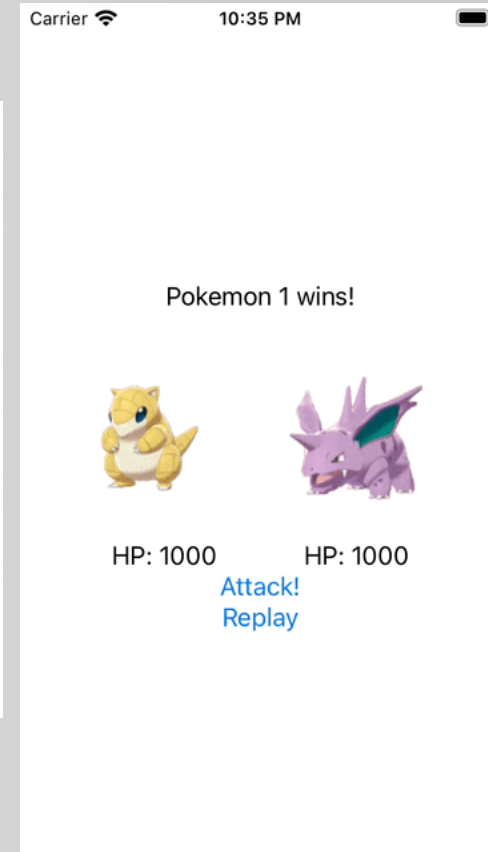 Carrier 10:35 PM
Pokemon 1 wins!
HP: 1000 HP: 1000
Attack!
Replay